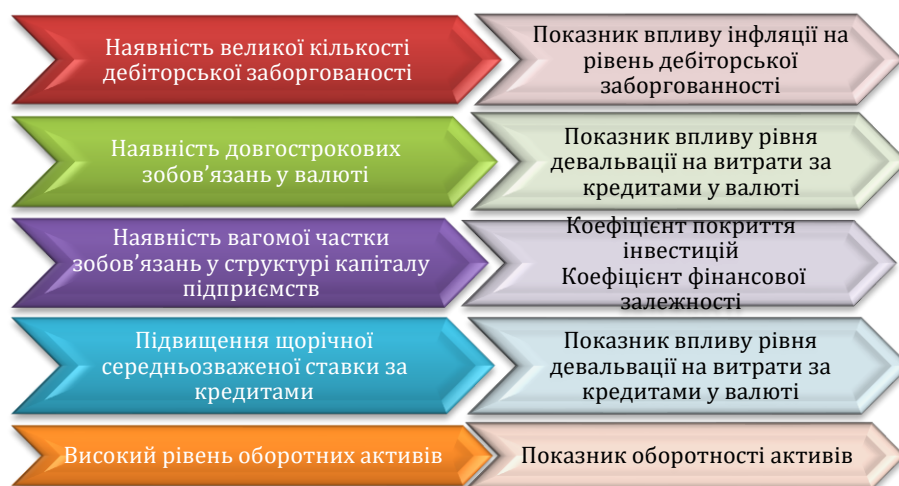 Наявність великої кількості
дебіторської заборгованості
Показник впливу інфляції на
рівень дебіторської
заборгованності
Наявність довгострокових
зобов’язань у валюті
Показник впливу рівня
девальвації на витрати за
кредитами у валюті
Наявність вагомої частки
зобов’язань у структурі капіталу
підприємств
Коефіцієнт покриття
інвестицій
Коефіцієнт фінансової
залежності
Підвищення щорічної
середньозваженої ставки за
кредитами
Показник впливу рівня
девальвації на витрати за
кредитами у валюті
Високий рівень оборотних активів
Показник оборотності активів